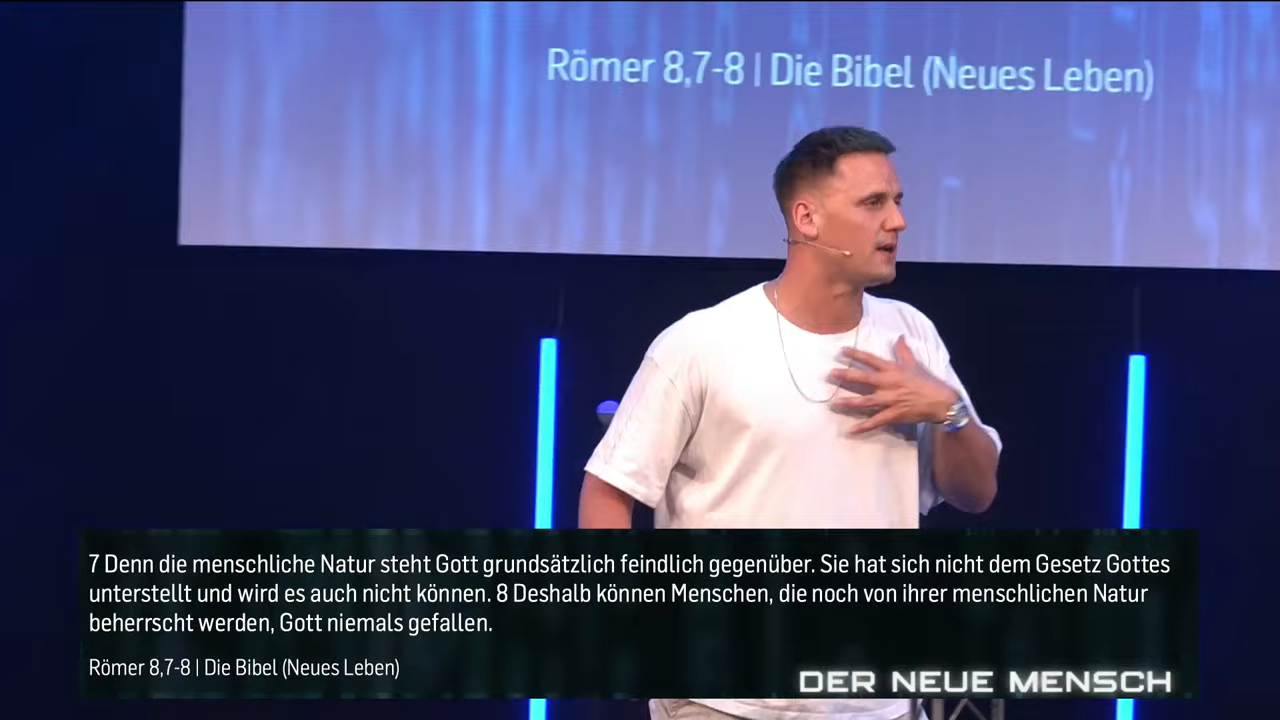 Römer 8,7-8 | Die Bibel (Neues Leben)
7 Denn die menschliche Natur steht Gott grundsätzlich feindlich gegenüber. Sie hat sich nicht dem Gesetz Gottes
unterstellt und wird es auch nicht können. 8 Deshalb können Menschen, die noch von ihrer menschlichen Natur
beherrscht werden, Gott niemals gefallen.
Römer 8,7-8 | Die Bibel (Neues Leben)
DER NEUE MENSCH